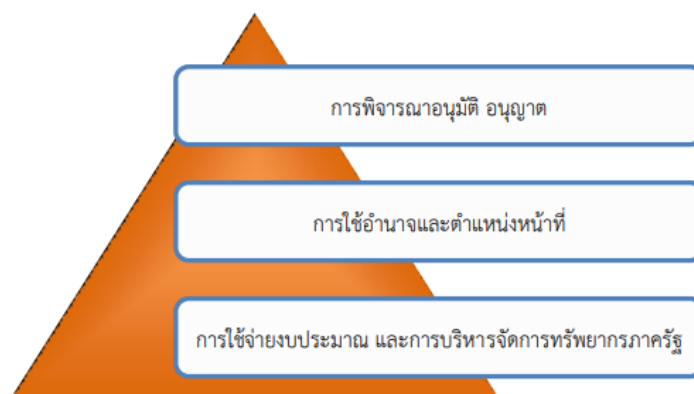 การพิจารณาอนุมัติ อนุญาต
การใช้อำนาจและตำแหน่งหน้าที่
การใช้จ่ายงบประมาณ และการบริหารจัดการทรัพยากรภาครัฐ